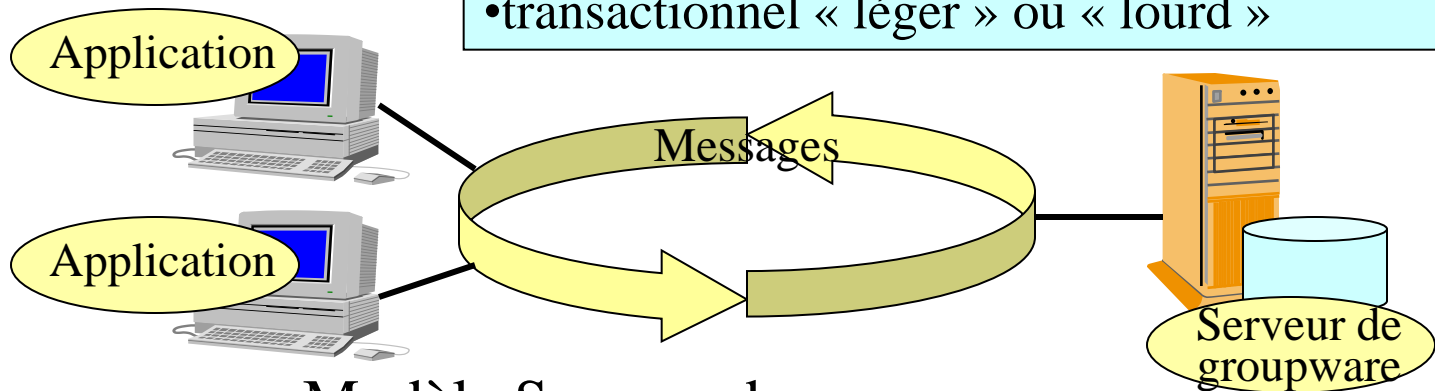 •transactionnel « léger » ou « lourd »
Application
Messages
Application
Serveur de
groupware